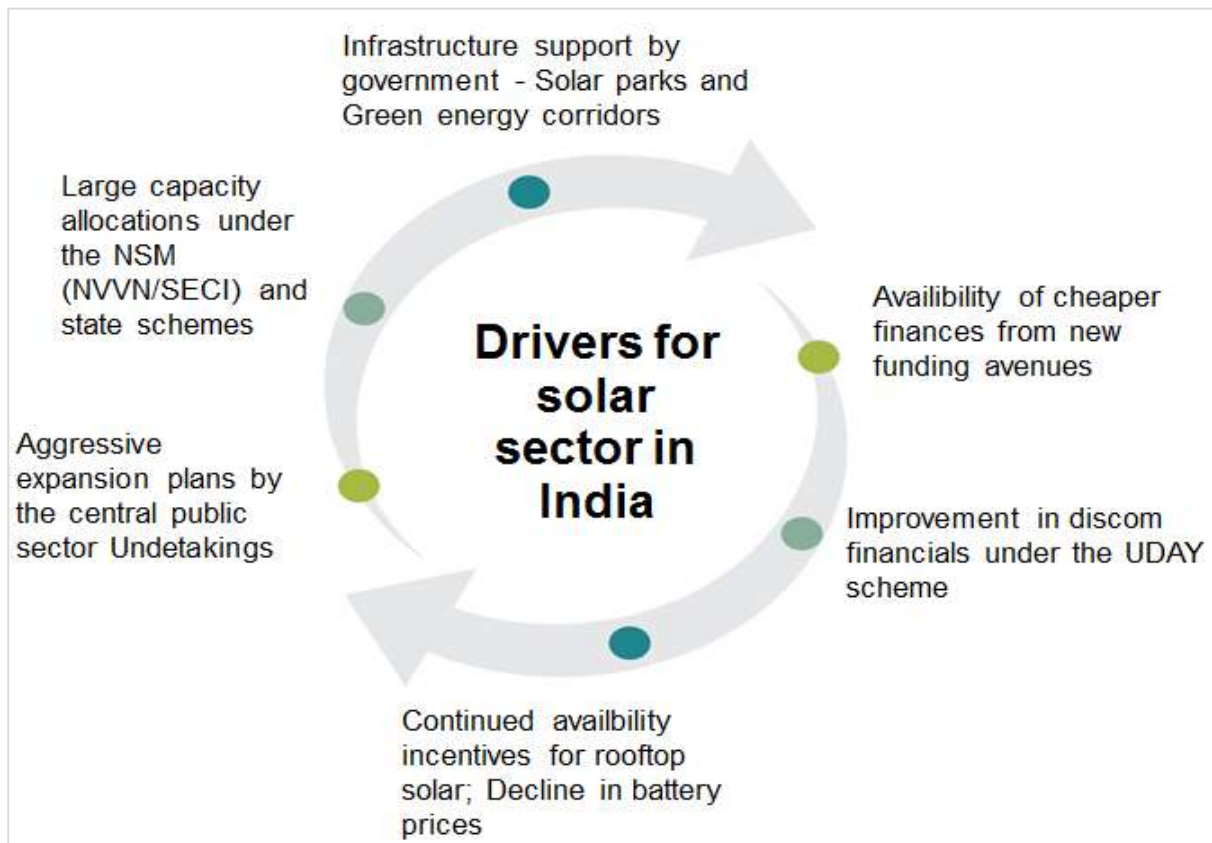 Infrastructure support by
government - Solar parks and
Green energy corridors
Large capacity
allocations under
the NSM
(NVVN/SECI) and
state schemes
Drivers for
solar
sector in
India
Availibility of cheaper
finances from new
funding avenues
Aggressive
expansion plans by
the central public
sector Undetakings
Improvement in discom
financials under the UDAY
scheme
Continued availbility
incentives for rooftop
solar; Decline in battery
prices